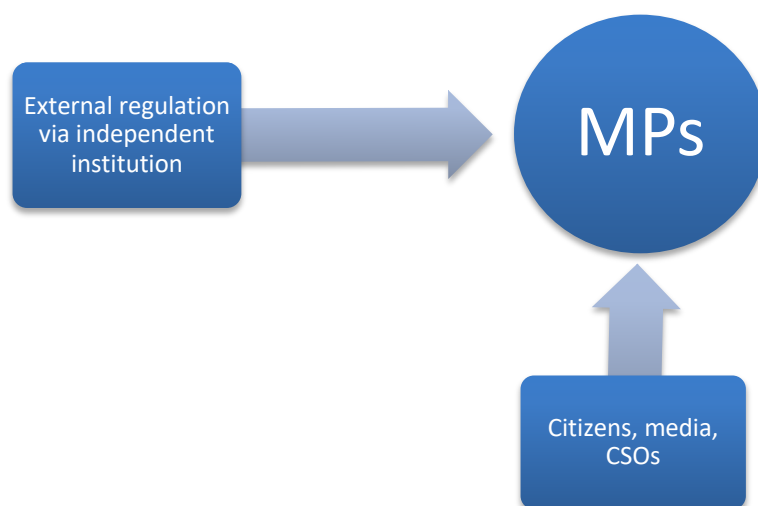 External regulation
via independent
institution
MPs
Citizens, media,
CSOs